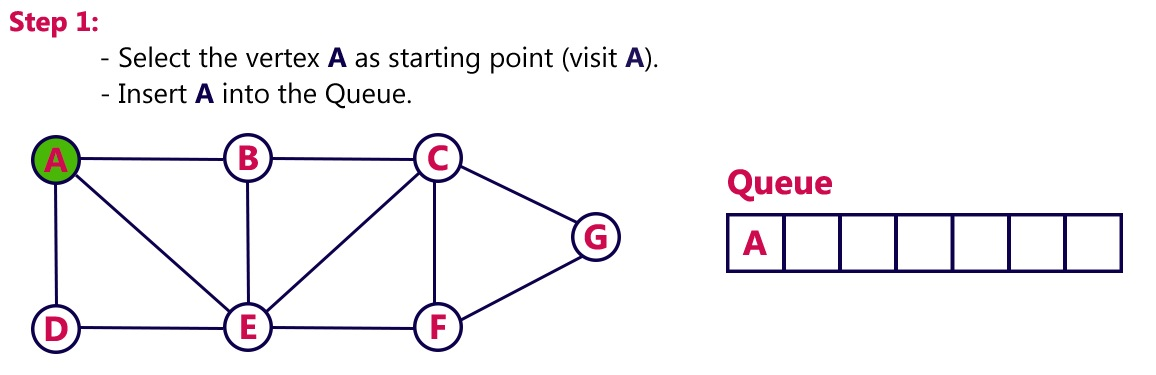 Step 1:
- Select the vertex A as starting point (visit A).
- Insert A into the Queue.
A B C
Queue
G A
D E F